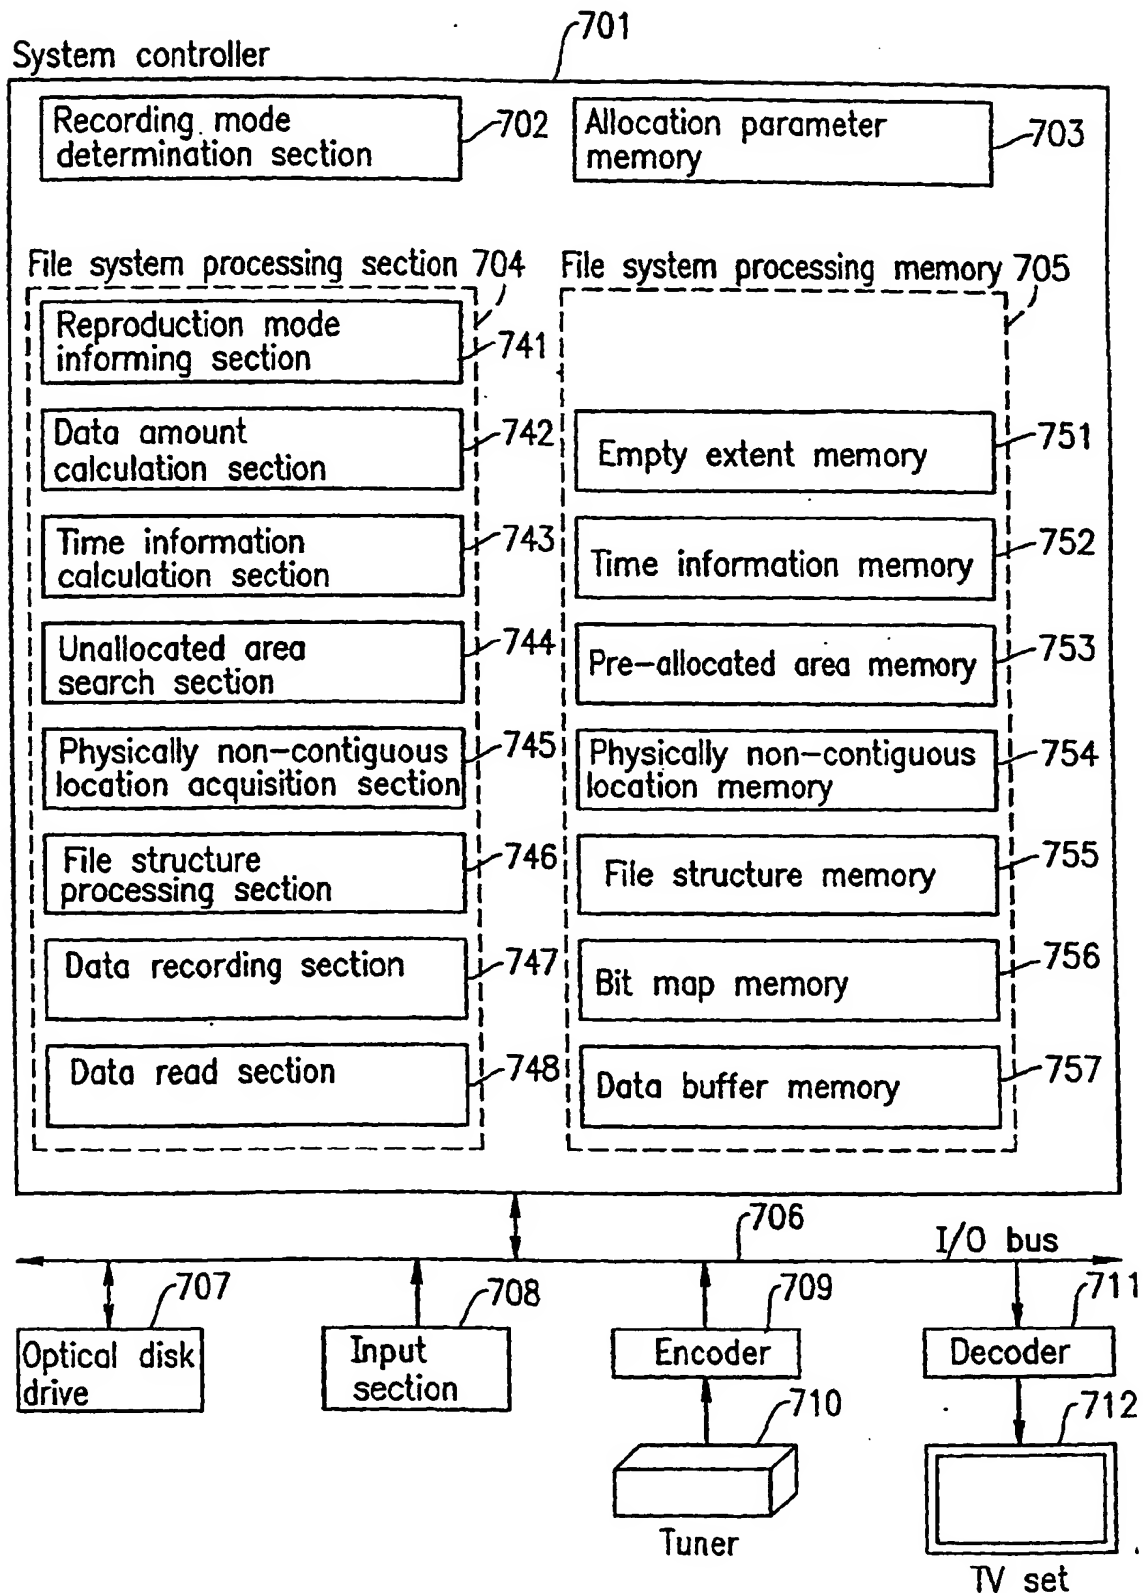 701
System controller
Recording mode
determination section
702
Allocation parameter
memory
703
File system processing section 704
File system processing memory 705
Reproduction mode
informing section
741
Data amount
calculation section
742
Empty extent memory
751
Time information
calculation section
743
Time information memory
752
Unallocated area
search section
744
Pre-allocated area memory
753
Physically non-contiguous
location acquisition section
745
Physically non-contiguous
location memory
754
File structure
processing section
746
File structure memory
755
Data recording section
747
Bit map memory
756
Data read section
748
Data buffer memory
757
706
I/O bus
707
Optical disk
drive
708
Input
section
709
Encoder
711
Decoder
710
Tuner
712
TV set